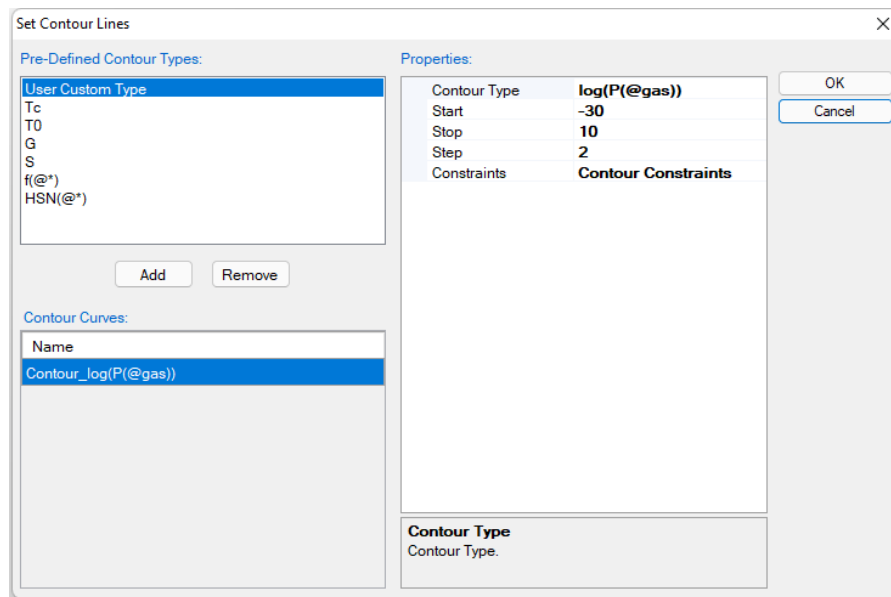 Set Contour Lines
Pre-Defined Contour Types:
User Custom Type
Tc
T0
G
S
f(@*)
HSN(@*)
Add
Remove
Contour Curves:
Name
Contour_log(P(@gas))
Properties:
Contour Type log(P(@gas))
Start -30
Stop 10
Step 2
Constraints Contour Constraints
Contour Type
Contour Type.
OK
Cancel